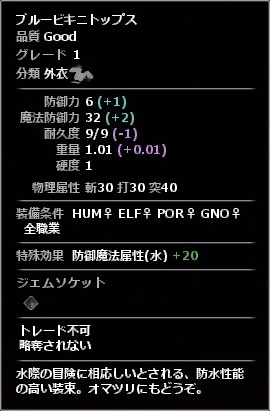 ブルービキニトップス
品質 Good
グレード 1
分類 外衣
防御力 6 (+1)
魔法防御力 32 (+2)
耐久度 9/9 (-1)
重量 1.01 (+0.01)
硬度 1
物理属性 斬30 打30 突40
装備条件 HUM♀ ELF♀ POR♀ GNO♀
全職業
特殊効果 防御魔法属性(水) +20
ジェムソケット
トレード不可
略奪されない
水際の冒険に相応しいとされる、防水性能
の高い装束。オマツリにもどうぞ。